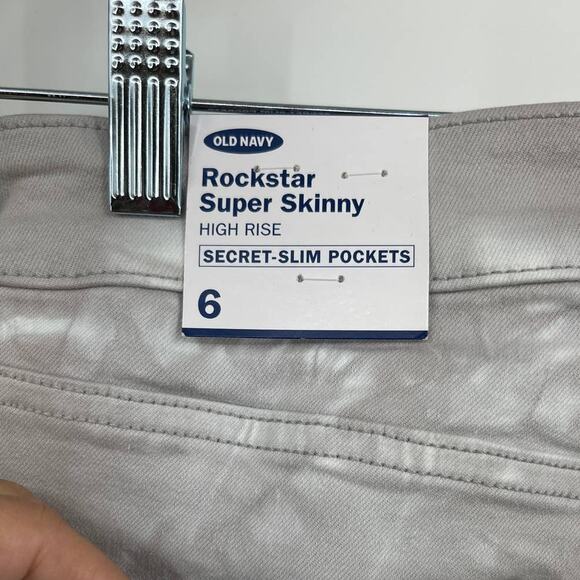 OLD NAVY
Rockstar
Super Skinny
HIGH RISE
SECRET-SLIM POCKETS
6